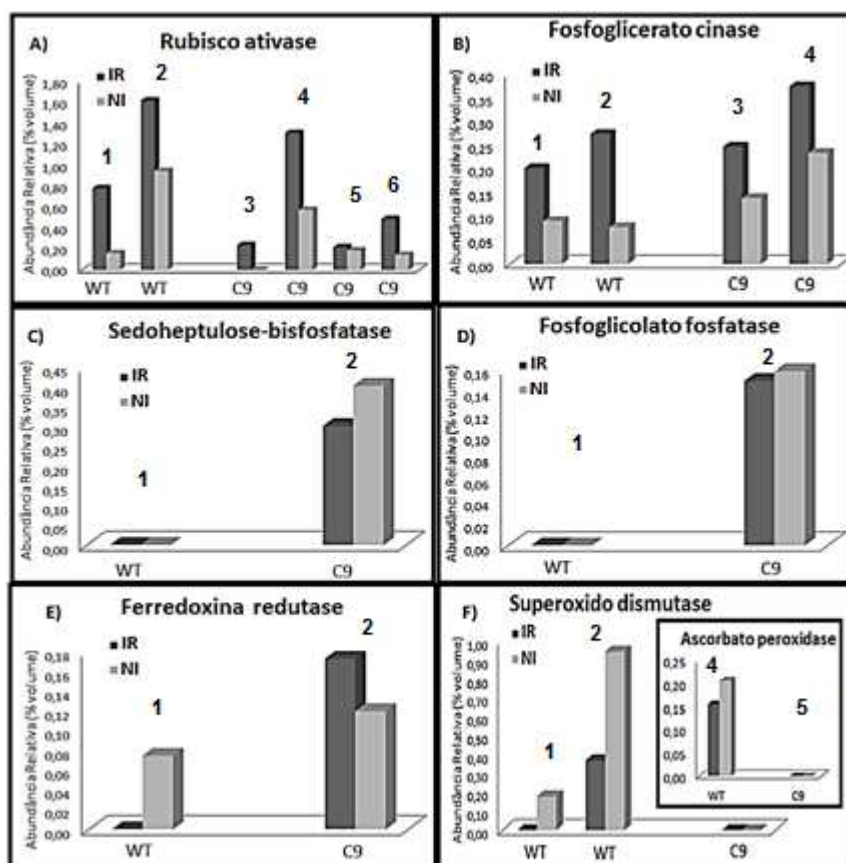 A) Rubisco ativase
IR
NI
Abundância Relativa (% volume)
1,80
1,60
1,40
1,20
1,00
0,80
0,60
0,40
0,20
0,00
1
2
3
4
5
6
WT
WT
C9
C9
C9
C9
B) Fosfoglicerato cinase
IR
NI
Abundância Relativa (% volume)
0,40
0,35
0,30
0,25
0,20
0,15
0,10
0,05
0,00
1
2
3
4
WT
WT
C9
C9
C) Sedoheptulose-bisfosfatase
IR
NI
Abundância Relativa (% volume)
0,45
0,40
0,35
0,30
0,25
0,20
0,15
0,10
0,05
0,00
1
2
WT
C9
D) Fosfoglicolato fosfatase
IR
NI
Abundância Relativa (% volume)
0,16
0,14
0,12
0,10
0,08
0,06
0,04
0.02
0.00
1
2
WT
C9
E) Ferredoxina redutase
IR
NI
Abundância Relativa (% volume)
0,18
0,16
0,14
0,12
0,10
0,08
0,06
0,04
0,02
0,00
1
2
WT
C9
F) Superoxido dismutase
IR
NI
Abundância Relativa (% volume)
1,00
0,90
0,80
0,70
0,60
0,50
0,40
0,30
0,20
0,10
0,00
1
2
WT
WT
C9
Ascorbato peroxidase
0,25
0,20
0,15
0,10
0,05
0,00
4
5
WT
C9